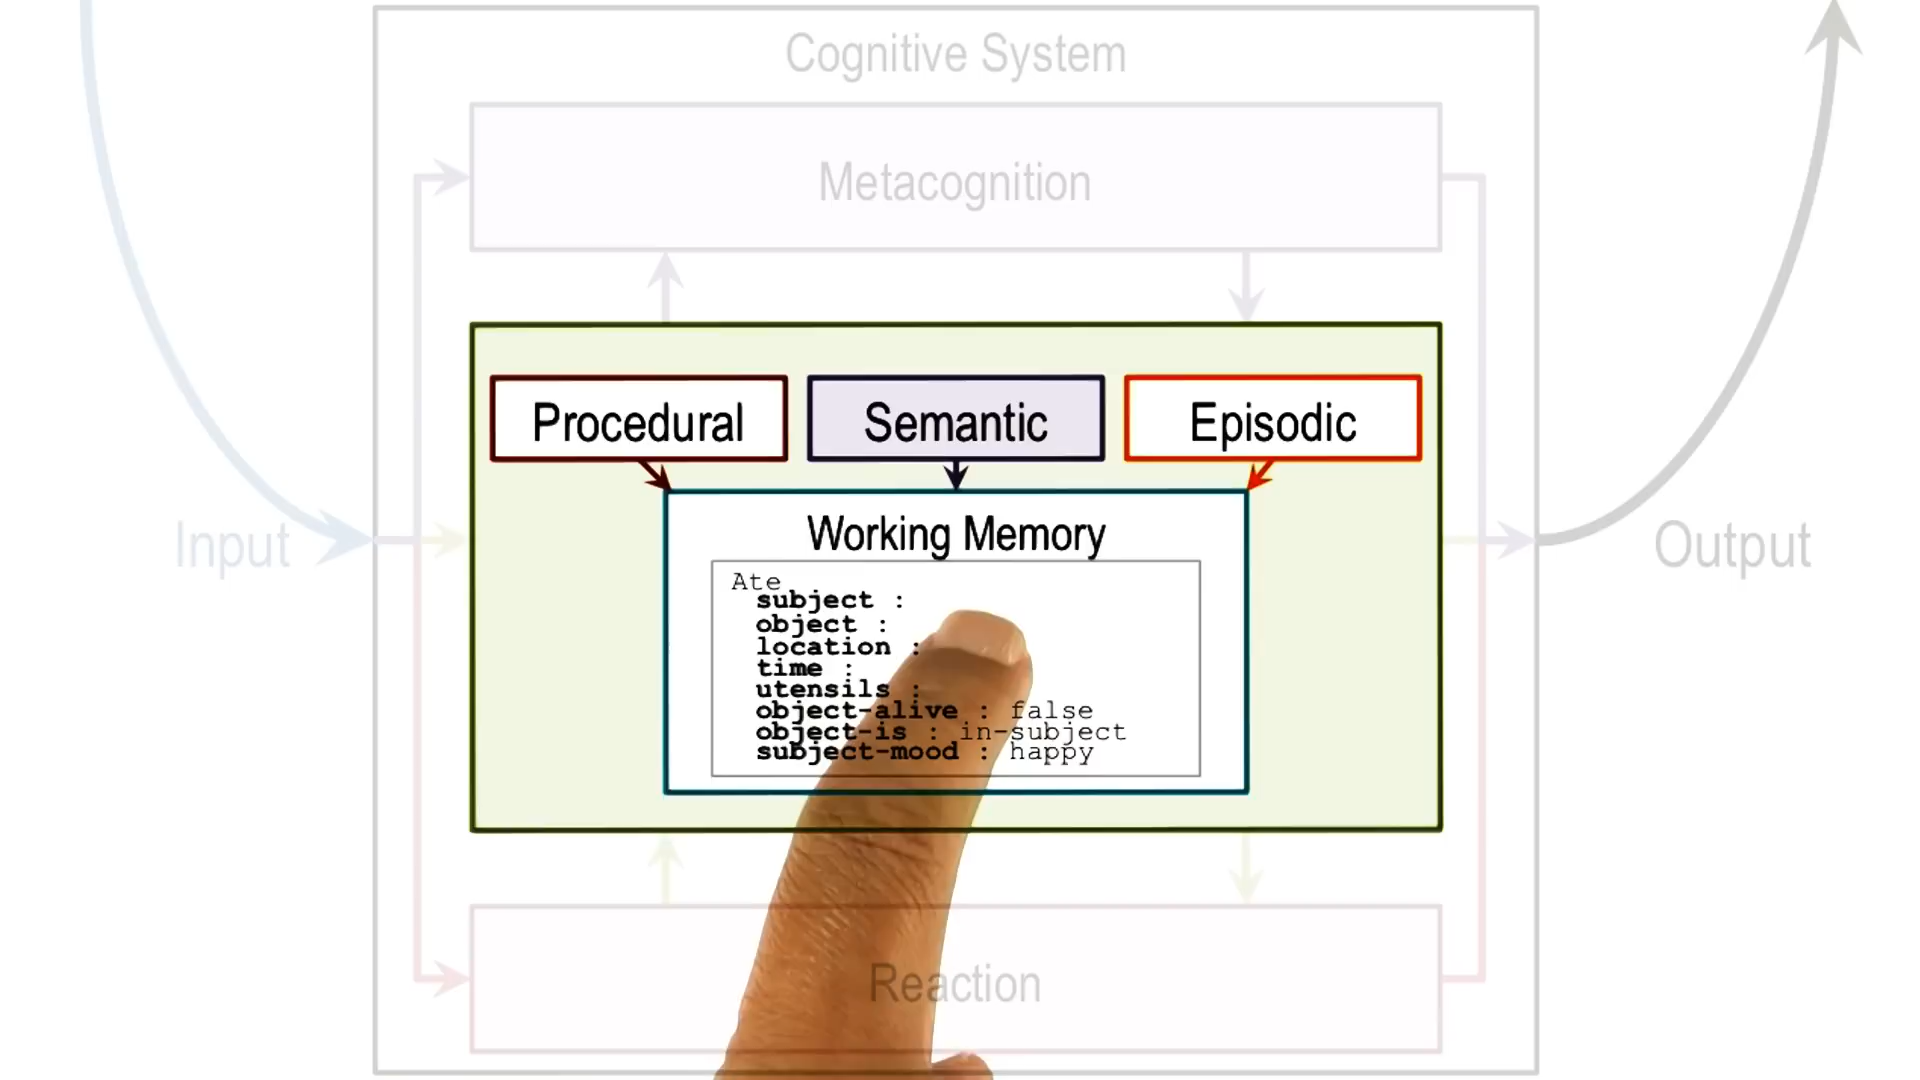 Cognitive System
Metacognition
Procedural
Semantic
Episodic
Working Memory
Ate
subject :
object :
location :
time :
utensils :
object-alive : false
object-is : in-subject
subject-mood : happy
Input
Output
Reaction